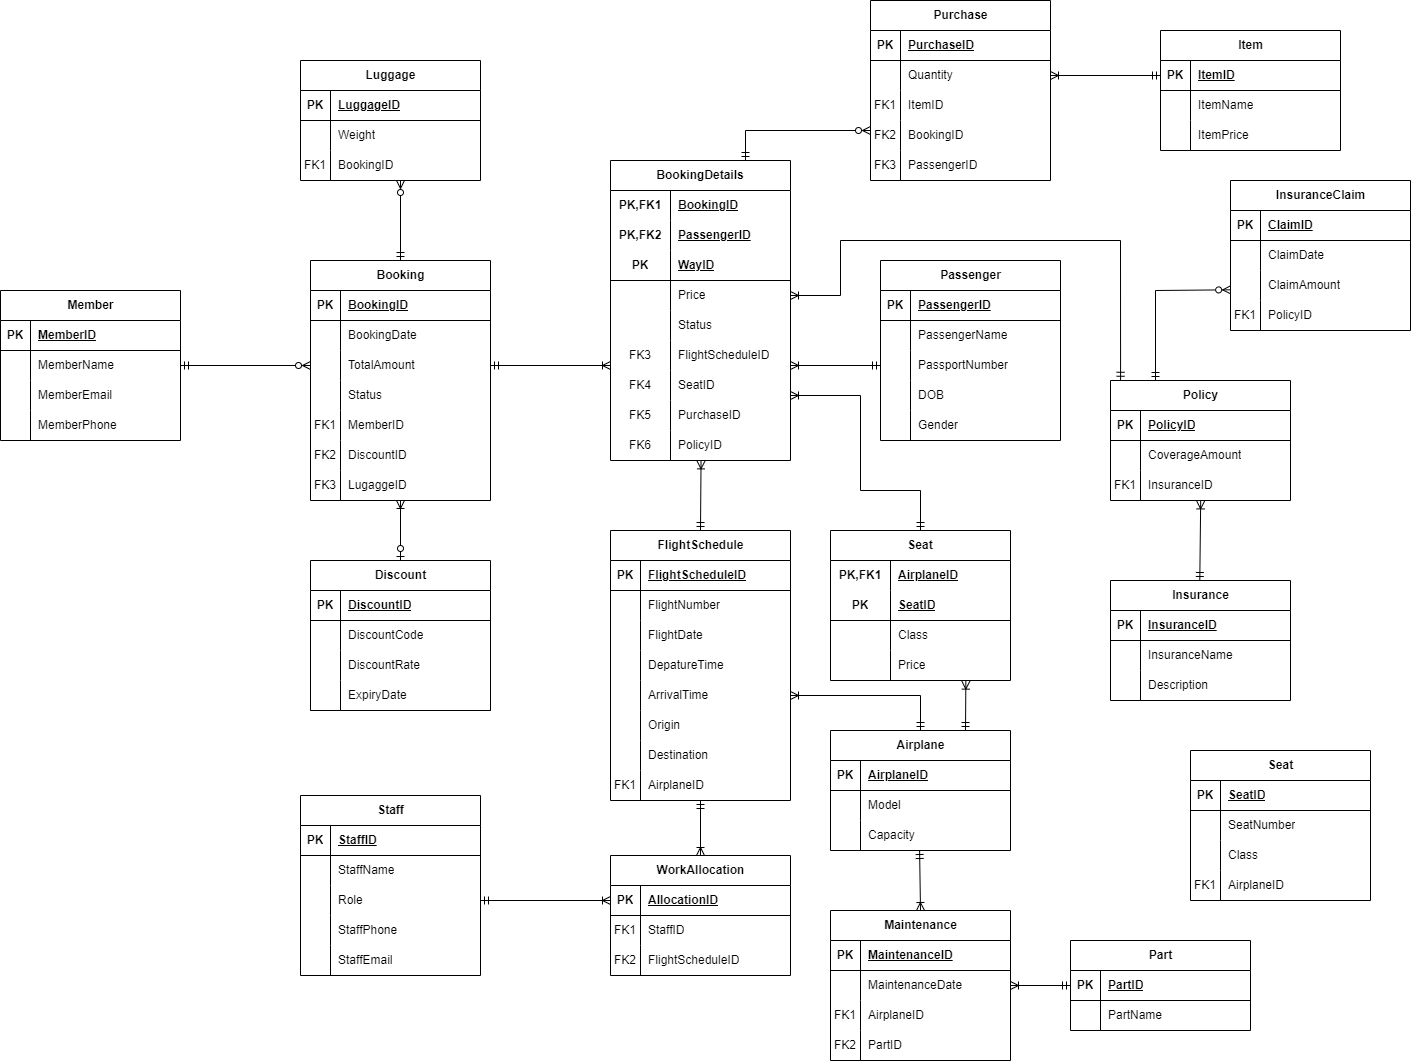 Purchase
PK PurchaseID
Quantity
FK1 ItemID
FK2 BookingID
FK3 PassengerID
Item
PK ItemID
ItemName
ItemPrice
Luggage
PK LuggageID
Weight
FK1 BookingID
BookingDetails
PK,FK1 BookingID
PK,FK2 PassengerID
PK WayID
Price
Status
FK3 FlightScheduleID
FK4 SeatID
FK5 PurchaseID
FK6 PolicyID
InsuranceClaim
PK ClaimID
ClaimDate
ClaimAmount
FK1 PolicyID
Booking
PK BookingID
BookingDate
TotalAmount
Status
FK1 MemberID
FK2 DiscountID
FK3 LugaggeID
Passenger
PK PassengerID
PassengerName
PassportNumber
DOB
Gender
Member
PK MemberID
MemberName
MemberEmail
MemberPhone
Policy
PK PolicyID
CoverageAmount
FK1 InsuranceID
Discount
PK DiscountID
DiscountCode
DiscountRate
ExpiryDate
FlightSchedule
PK FlightScheduleID
FlightNumber
FlightDate
DepatureTime
ArrivalTime
Origin
Destination
FK1 AirplaneID
Seat
PK,FK1 AirplaneID
PK SeatID
Class
Price
Insurance
PK InsuranceID
InsuranceName
Description
Airplane
PK AirplaneID
Model
Capacity
Seat
PK SeatID
SeatNumber
Class
FK1 AirplaneID
Staff
PK StaffID
StaffName
Role
StaffPhone
StaffEmail
WorkAllocation
PK AllocationID
FK1 StaffID
FK2 FlightScheduleID
Maintenance
PK MaintenanceID
MaintenanceDate
FK1 AirplaneID
FK2 PartID
Part
PK PartID
PartName